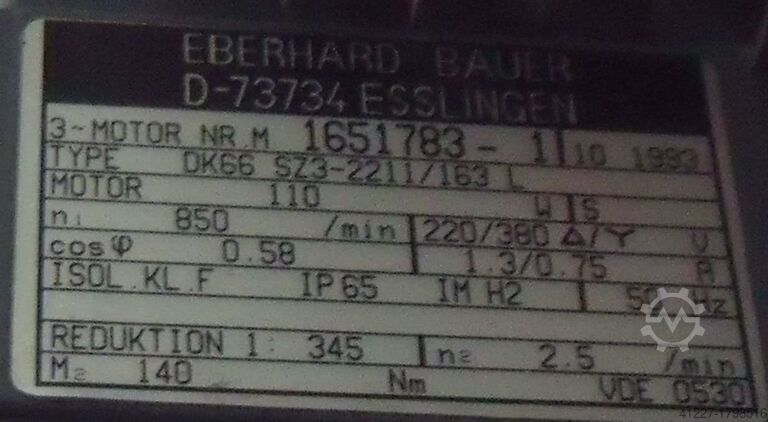 EBERHARD BAUER
D-73734 ESSLINGEN
3~MOTOR NR.M 1651783-1 10 1993
TYPE DK66 SZ3-2211/163 L
MOTOR 110 W S
n₁ 850 /min 220/380 Δ/Y V
cosφ 0.58 1.3/0.75 A
ISOL.KL.F IP65 IM H2 50 Hz
REDUKTION 1: 345 n₂ 2.5 /min
M₂ 140 Nm VDE 0530
41227-1798516